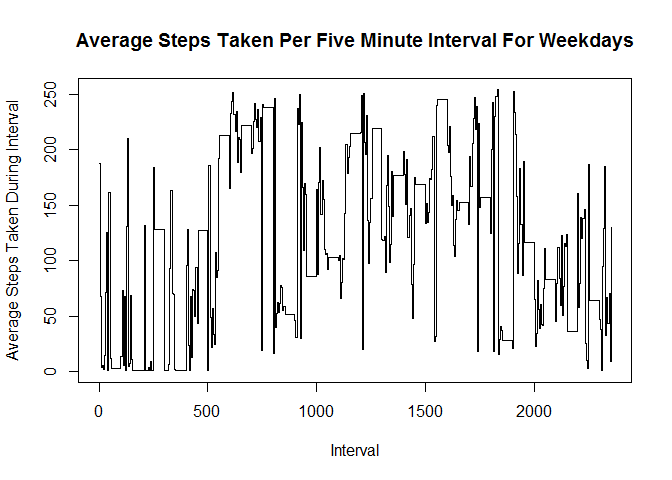 Average Steps Taken Per Five Minute Interval For Weekdays
Average Steps Taken During Interval
250
200
150
100
50
0
0 500 1000 1500 2000
Interval